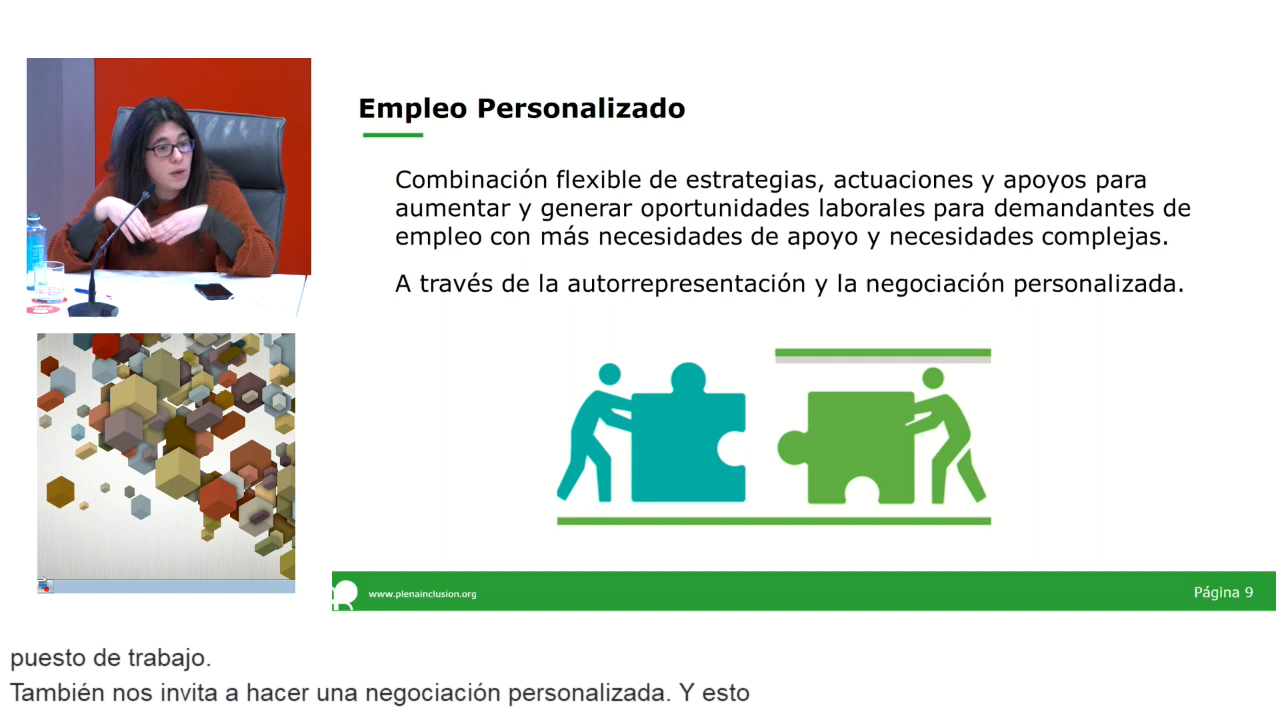 Empleo Personalizado
Combinación flexible de estrategias, actuaciones y apoyos para
aumentar y generar oportunidades laborales para demandantes de
empleo con más necesidades de apoyo y necesidades complejas.
A través de la autorrepresentación y la negociación personalizada.
www.plenainclusion.org
Página 9
puesto de trabajo.
También nos invita a hacer una negociación personalizada. Y esto